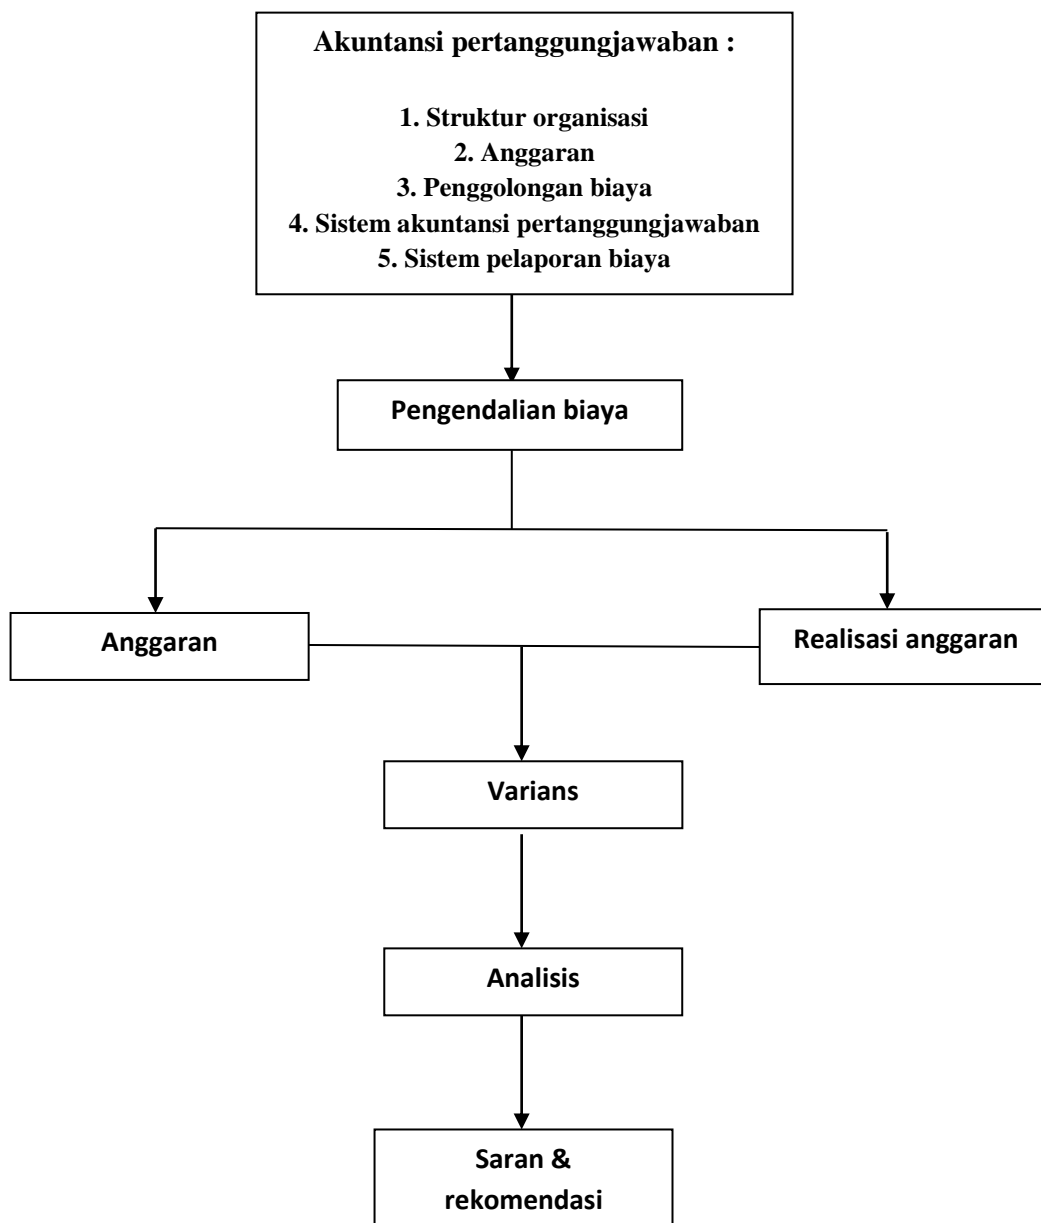 Akuntansi pertanggungjawaban :
1. Struktur organisasi
2. Anggaran
3. Penggolongan biaya
4. Sistem akuntansi pertanggungjawaban
5. Sistem pelaporan biaya
Pengendalian biaya
Anggaran
Realisasi anggaran
Varians
Analisis
Saran &
rekomendasi